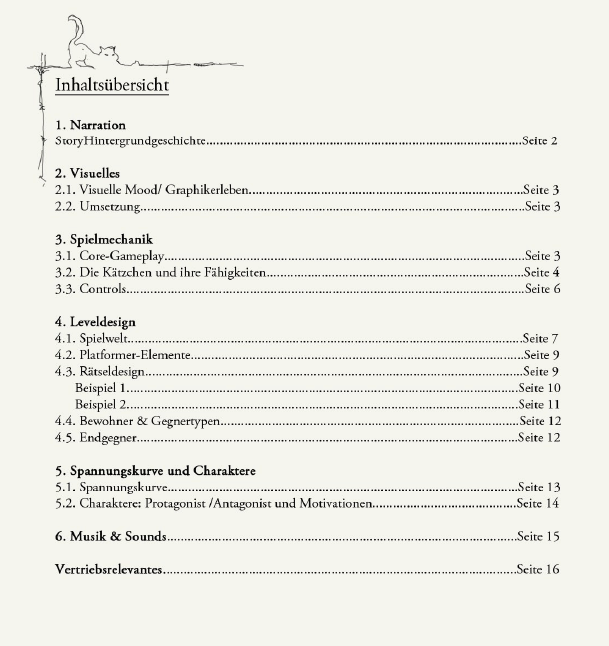 Inhaltsübersicht
1. Narration
StoryHintergrundgeschichte........................................................................Seite 2
2. Visuelles
2.1. Visuelle Mood/ Graphikerleben................................................................Seite 3
2.2. Umsetzung........................................................................................Seite 3
3. Spielmechanik
3.1. Core-Gameplay..................................................................................Seite 3
3.2. Die Kätzchen und ihre Fähigkeiten...........................................................Seite 4
3.3. Controls...........................................................................................Seite 6
4. Leveldesign
4.1. Spielwelt...........................................................................................Seite 7
4.2. Platformer-Elemente............................................................................Seite 9
4.3. Rätseldesign.......................................................................................Seite 9
Beispiel 1..............................................................................................Seite 10
Beispiel 2..............................................................................................Seite 11
4.4. Bewohner & Gegnertypen.....................................................................Seite 12
4.5. Endgegner.........................................................................................Seite 12
5. Spannungskurve und Charaktere
5.1. Spannungskurve.................................................................................Seite 13
5.2. Charaktere: Protagonist /Antagonist und Motivationen.................................Seite 14
6. Musik & Sounds.....................................................................................Seite 15
Vertriebsrelevantes.....................................................................................Seite 16